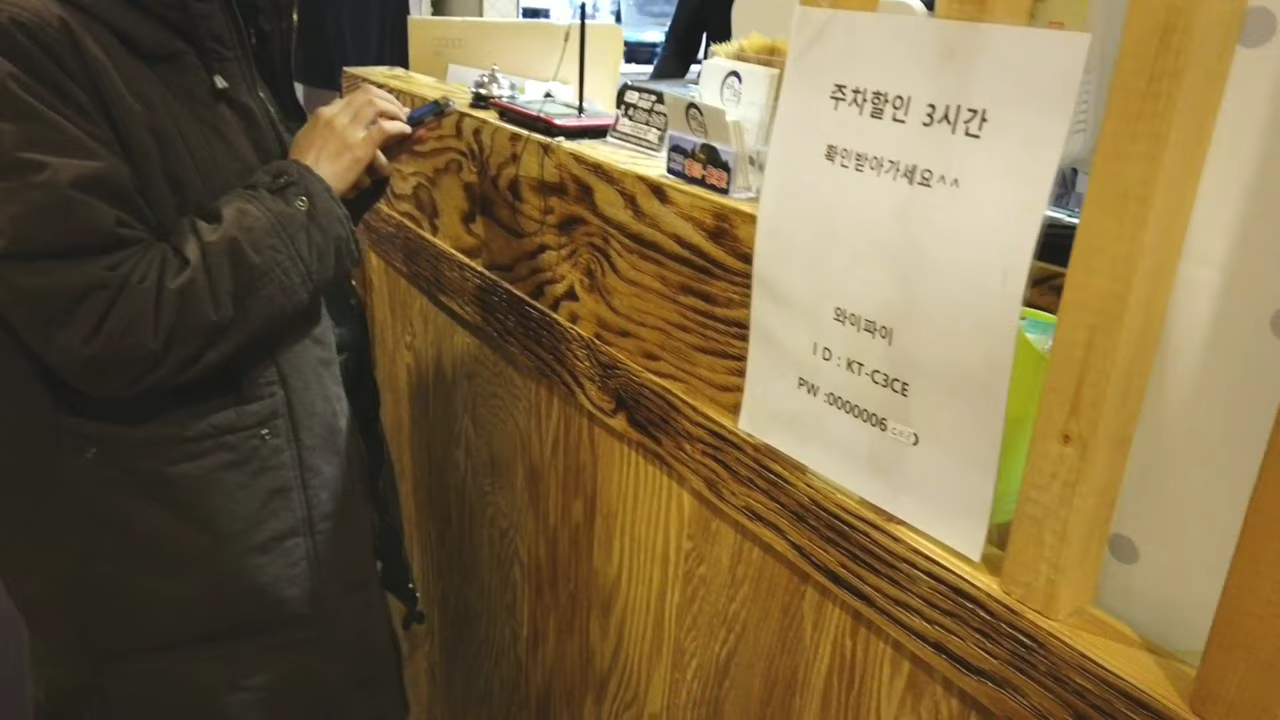 주차할인 3시간
확인받아가세요^^
와이파이
ID : KT-C3CE
PW :0000006